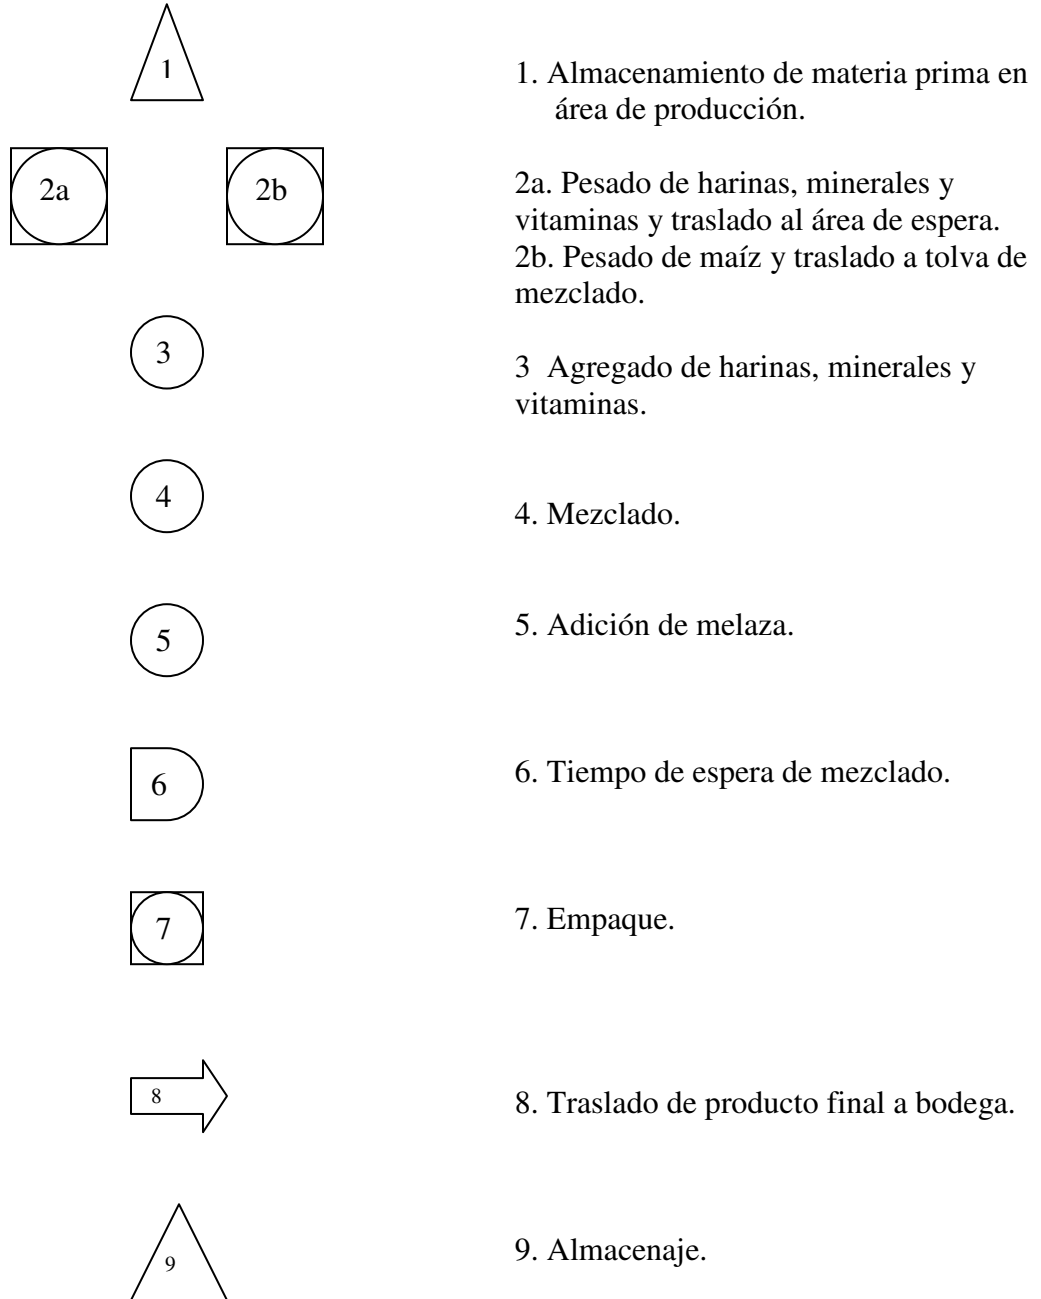 1
1. Almacenamiento de materia prima en
área de producción.
2a
2b
2a. Pesado de harinas, minerales y
vitaminas y traslado al área de espera.
2b. Pesado de maíz y traslado a tolva de
mezclado.
3
3 Agregado de harinas, minerales y
vitaminas.
4
4. Mezclado.
5
5. Adición de melaza.
6
6. Tiempo de espera de mezclado.
7
7. Empaque.
8
8. Traslado de producto final a bodega.
9
9. Almacenaje.